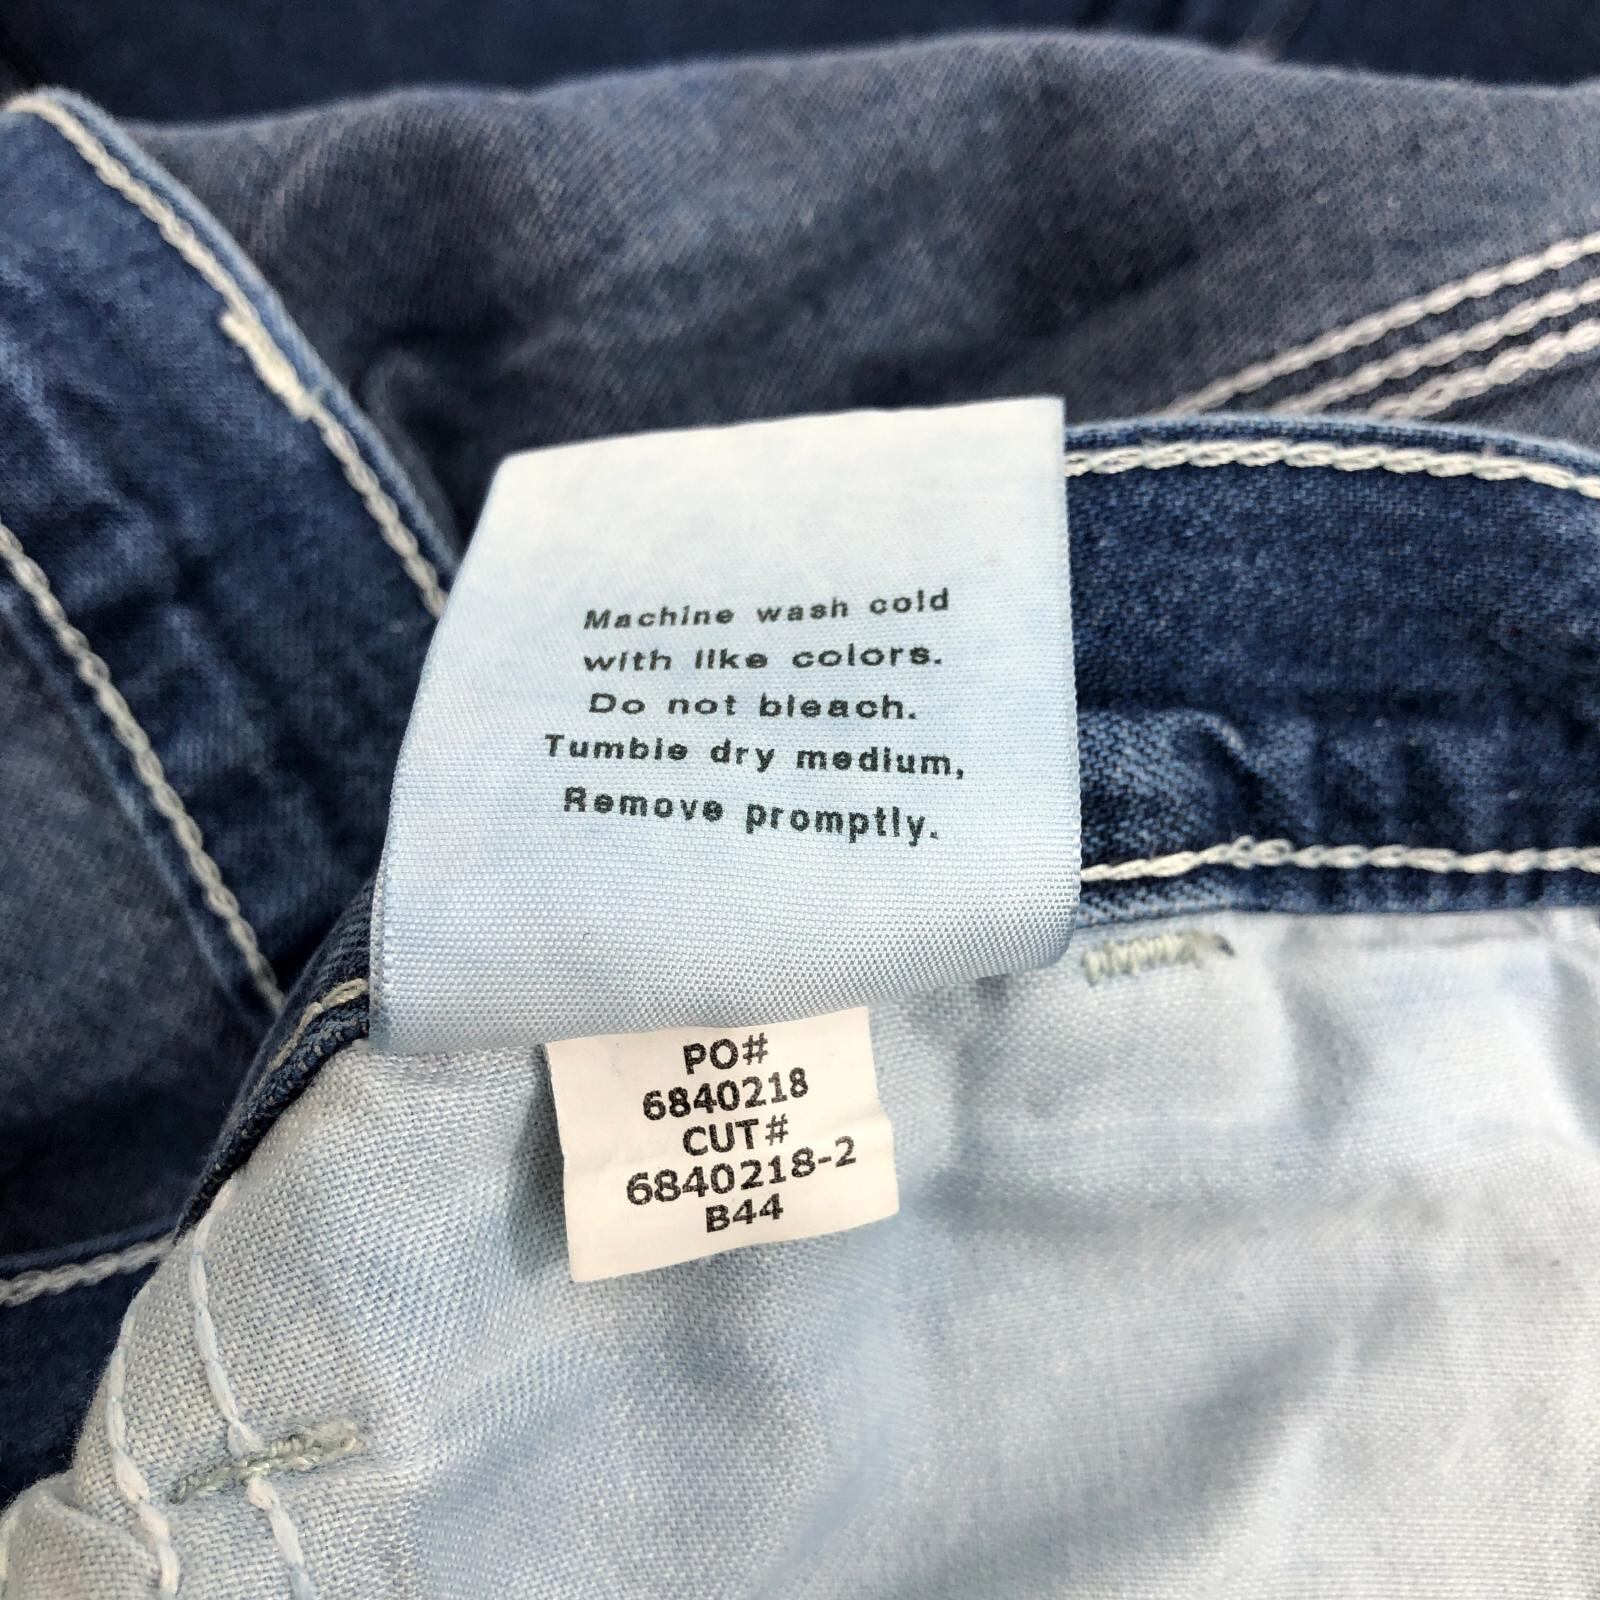 Machine wash cold
with like colors.
Do not bleach.
Tumble dry medium,
Remove promptly.
PO#
6840218
CUT#
6840218-2
B44